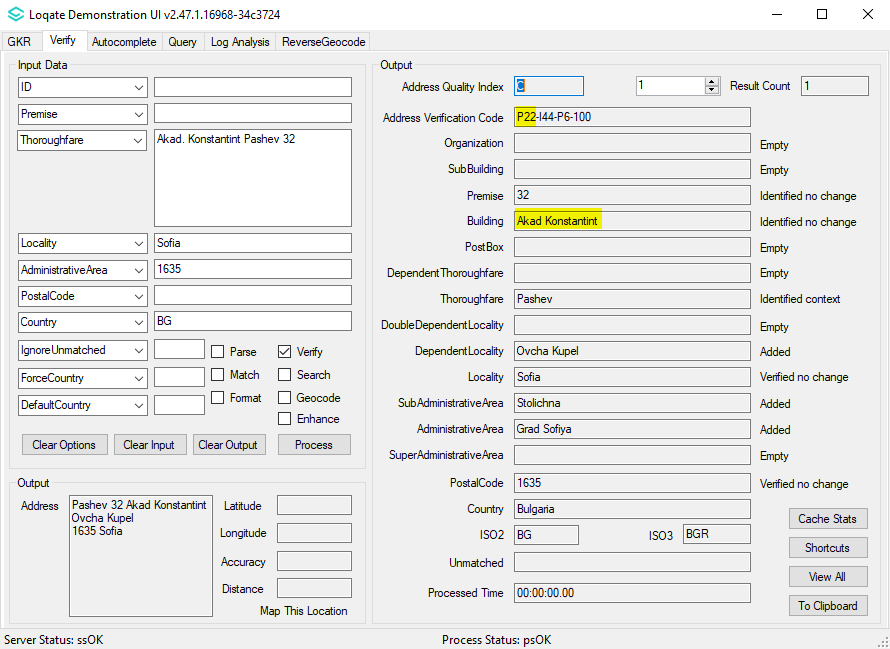 Loqate Demonstration UI v2.47.1.16968-34c3724
GKR Verify Autocomplete Query Log Analysis ReverseGeocode
Input Data
ID
Premise
Thoroughfare Akad. Konstantint Pashev 32
Locality Sofia
AdministrativeArea 1635
PostalCode
Country BG
IgnoreUnmatched Parse Verify
ForceCountry Match Search
Format Geocode
DefaultCountry
Enhance
Clear Options Clear Input Clear Output Process
Output
Address Pashev 32 Akad Konstantint
Ovcha Kupel
1635 Sofia
Latitude
Longitude
Accuracy
Distance
Map This Location
Output
Address Quality Index C 1 Result Count 1
Address Verification Code P22-I44-P6-100
Organization Empty
SubBuilding Empty
Premise 32 Identified no change
Building Akad Konstantint Identified no change
PostBox Empty
DependentThoroughfare Empty
Thoroughfare Pashev Identified context
DoubleDependentLocality Empty
DependentLocality Ovcha Kupel Added
Locality Sofia Verified no change
SubAdministrativeArea Stolichna Added
AdministrativeArea Grad Sofiya Added
SuperAdministrativeArea Empty
PostalCode 1635 Verified no change
Country Bulgaria
ISO2 BG ISO3 BGR
Unmatched
Processed Time 00:00:00.00
Cache Stats
Shortcuts
View All
To Clipboard
Server Status: ssOK Process Status: psOK